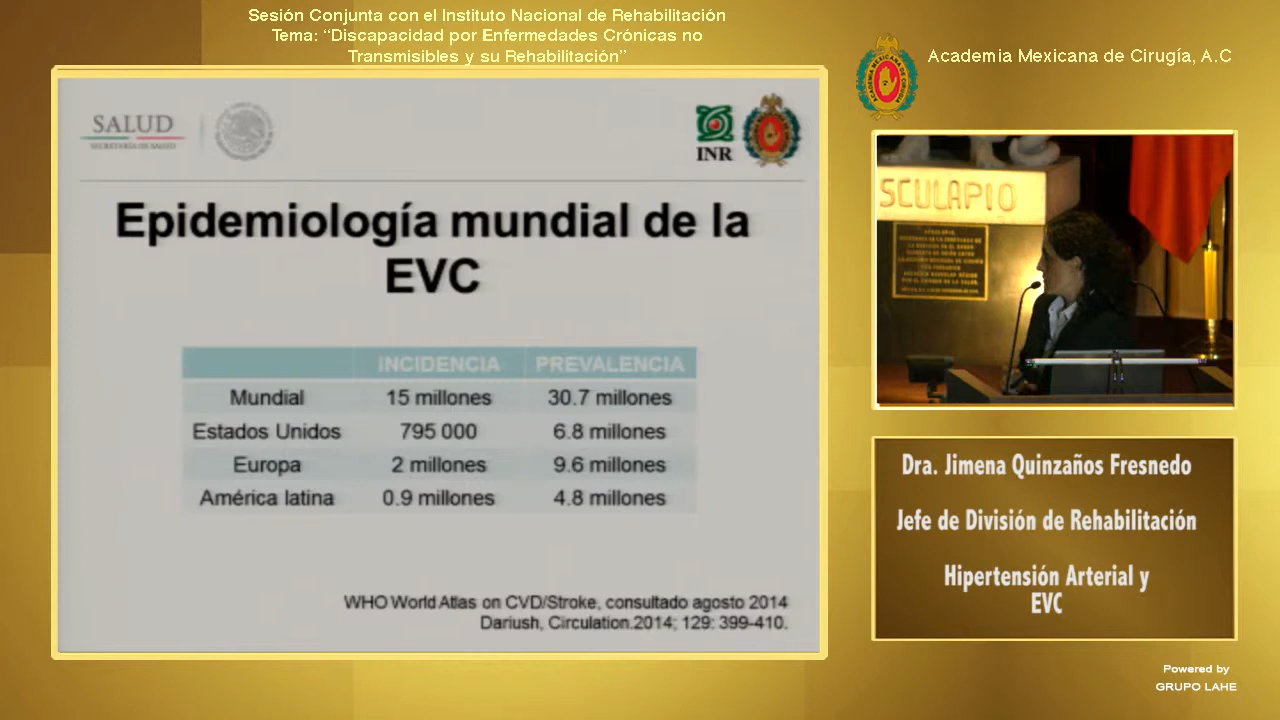 Sesión Conjunta con el Instituto Nacional de Rehabilitación
Tema: “Discapacidad por Enfermedades Crónicas no
Transmisibles y su Rehabilitación”
Academia Mexicana de Cirugía, A.C
SALUD
SECRETARÍA DE SALUD
INR
Epidemiología mundial de la
EVC
INCIDENCIA PREVALENCIA
Mundial 15 millones 30.7 millones
Estados Unidos 795 000 6.8 millones
Europa 2 millones 9.6 millones
América latina 0.9 millones 4.8 millones
WHO World Atlas on CVD/Stroke, consultado agosto 2014
Dariush, Circulation.2014; 129: 399-410.
SCULAPIO
Dra. Jimena Quinzaños Fresnedo
Jefe de División de Rehabilitación
Hipertensión Arterial y
EVC
Powered by
GRUPO LAHE